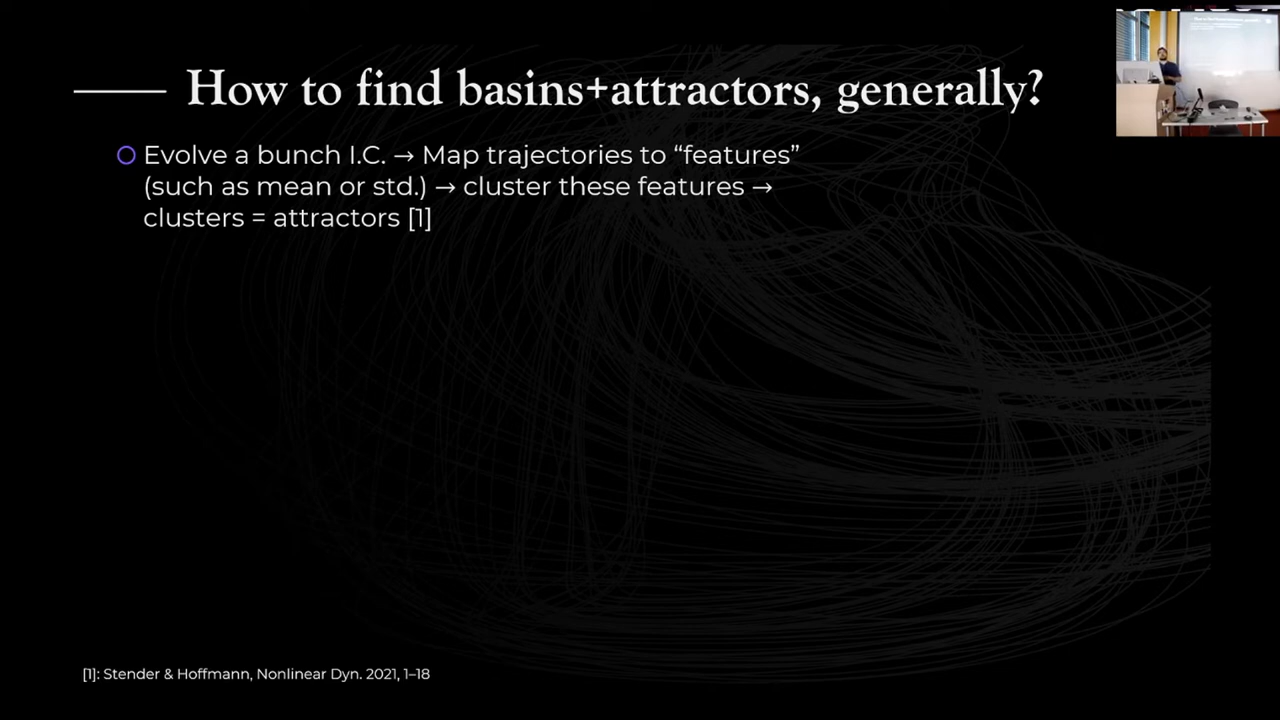 How to find basins+attractors, generally?
Evolve a bunch I.C. → Map trajectories to “features”
(such as mean or std.) → cluster these features →
clusters = attractors [1]
[1]: Stender & Hoffmann, Nonlinear Dyn. 2021, 1–18